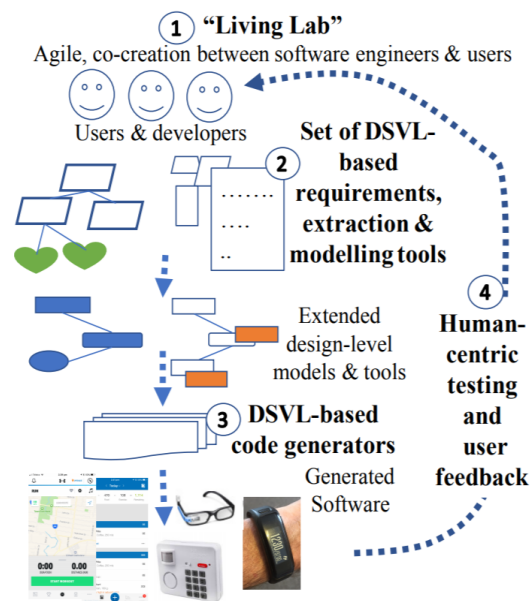 1 “Living Lab”
Agile, co-creation between software engineers & users
Users & developers
2 Set of DSVL-
based
requirements,
extraction &
modelling tools
Extended
design-level
models & tools
3 DSVL-based
code generators
Generated
Software
4
Human-
centric
testing
and
user
feedback
0:00
0.00